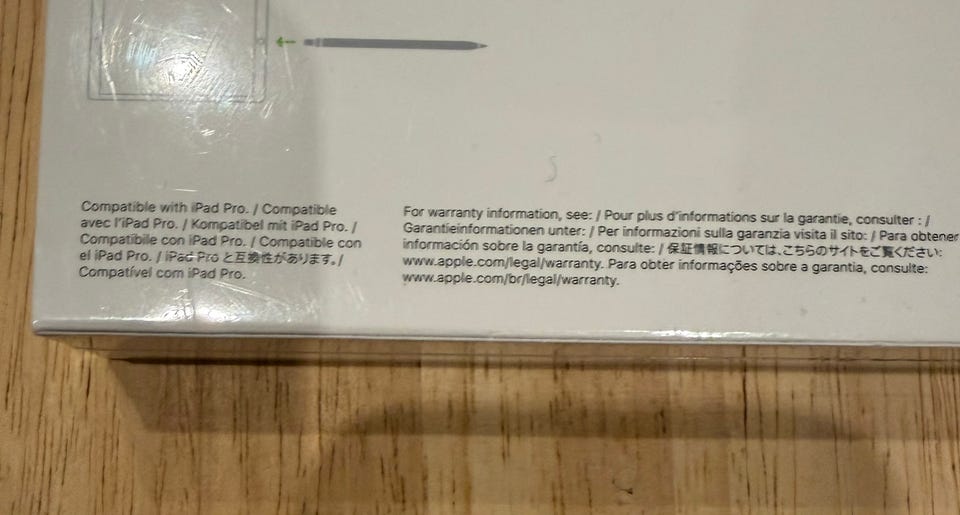 Compatible with iPad Pro. / Compatible
avec l'iPad Pro. / Kompatibel mit iPad Pro. /
Compatibile con iPad Pro. / Compatible con
el iPad Pro. / iPad Pro と互換性があります。/
Compatível com iPad Pro.
For warranty information, see: / Pour plus d'informations sur la garantie, consulter : /
Garantieinformationen unter: / Per informazioni sulla garanzia visita il sito: / Para obtener
información sobre la garantía, consulte: / 保証情報については、こちらのサイトをご覧ください:
www.apple.com/legal/warranty. Para obter informações sobre a garantia, consulte:
www.apple.com/br/legal/warranty.